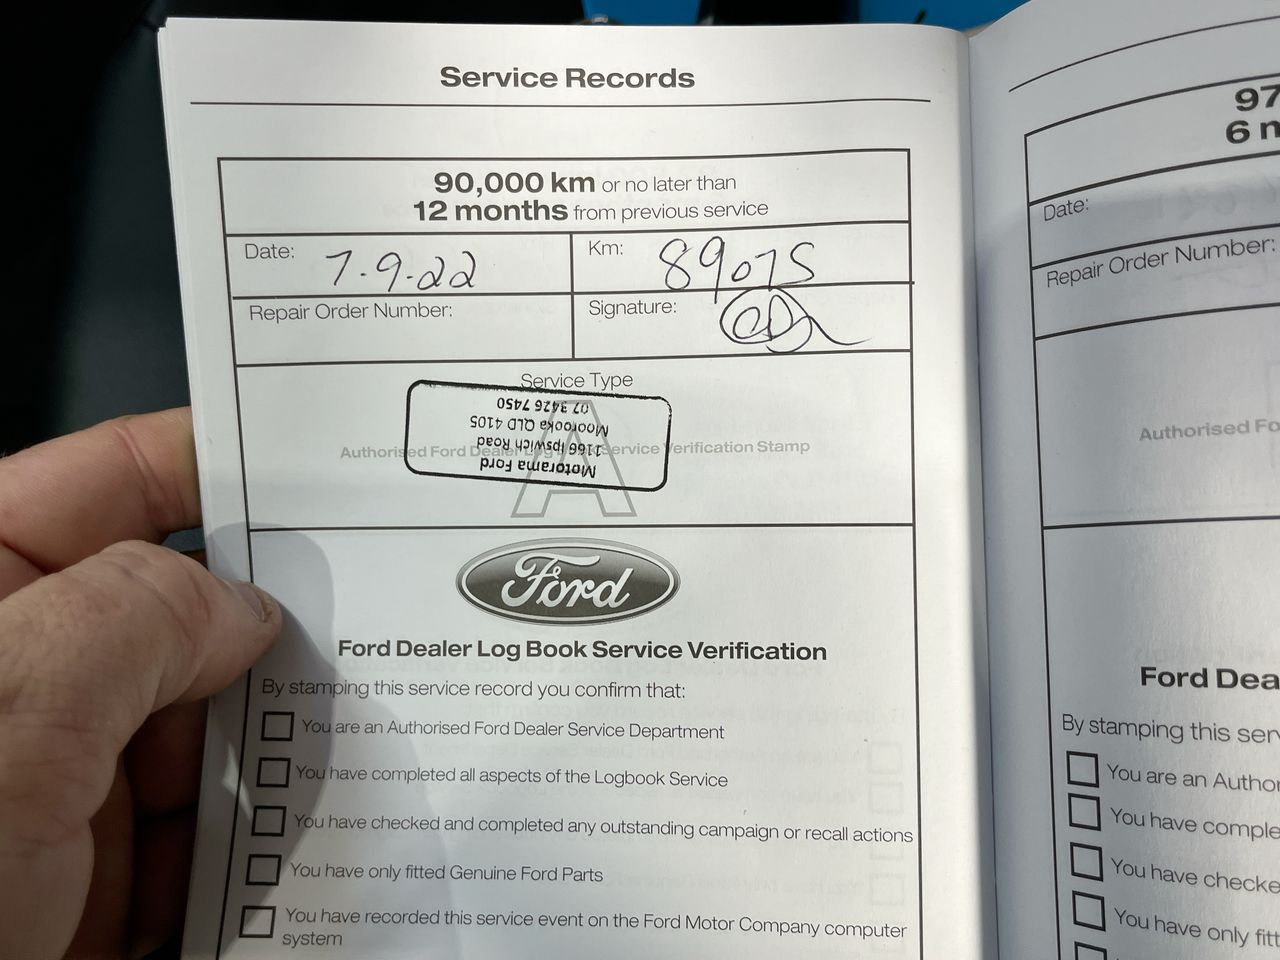 Service Records
90,000 km or no later than
12 months from previous service
Date: 7.9.22
Km: 89075
Repair Order Number:
Signature:
Service Type
A
Authorised Ford Dealer Service Verification Stamp
Motorama Ford
1166 Ipswich Road
Moorooka QLD 4105
07 3426 7450
Ford
Ford Dealer Log Book Service Verification
By stamping this service record you confirm that:
You are an Authorised Ford Dealer Service Department
You have completed all aspects of the Logbook Service
You have checked and completed any outstanding campaign or recall actions
You have only fitted Genuine Ford Parts
You have recorded this service event on the Ford Motor Company computer
system
97
6 m
Date:
Repair Order Number:
Authorised Fo
Ford Dea
By stamping this ser
You are an Author
You have comple
You have checke
You have only fitt